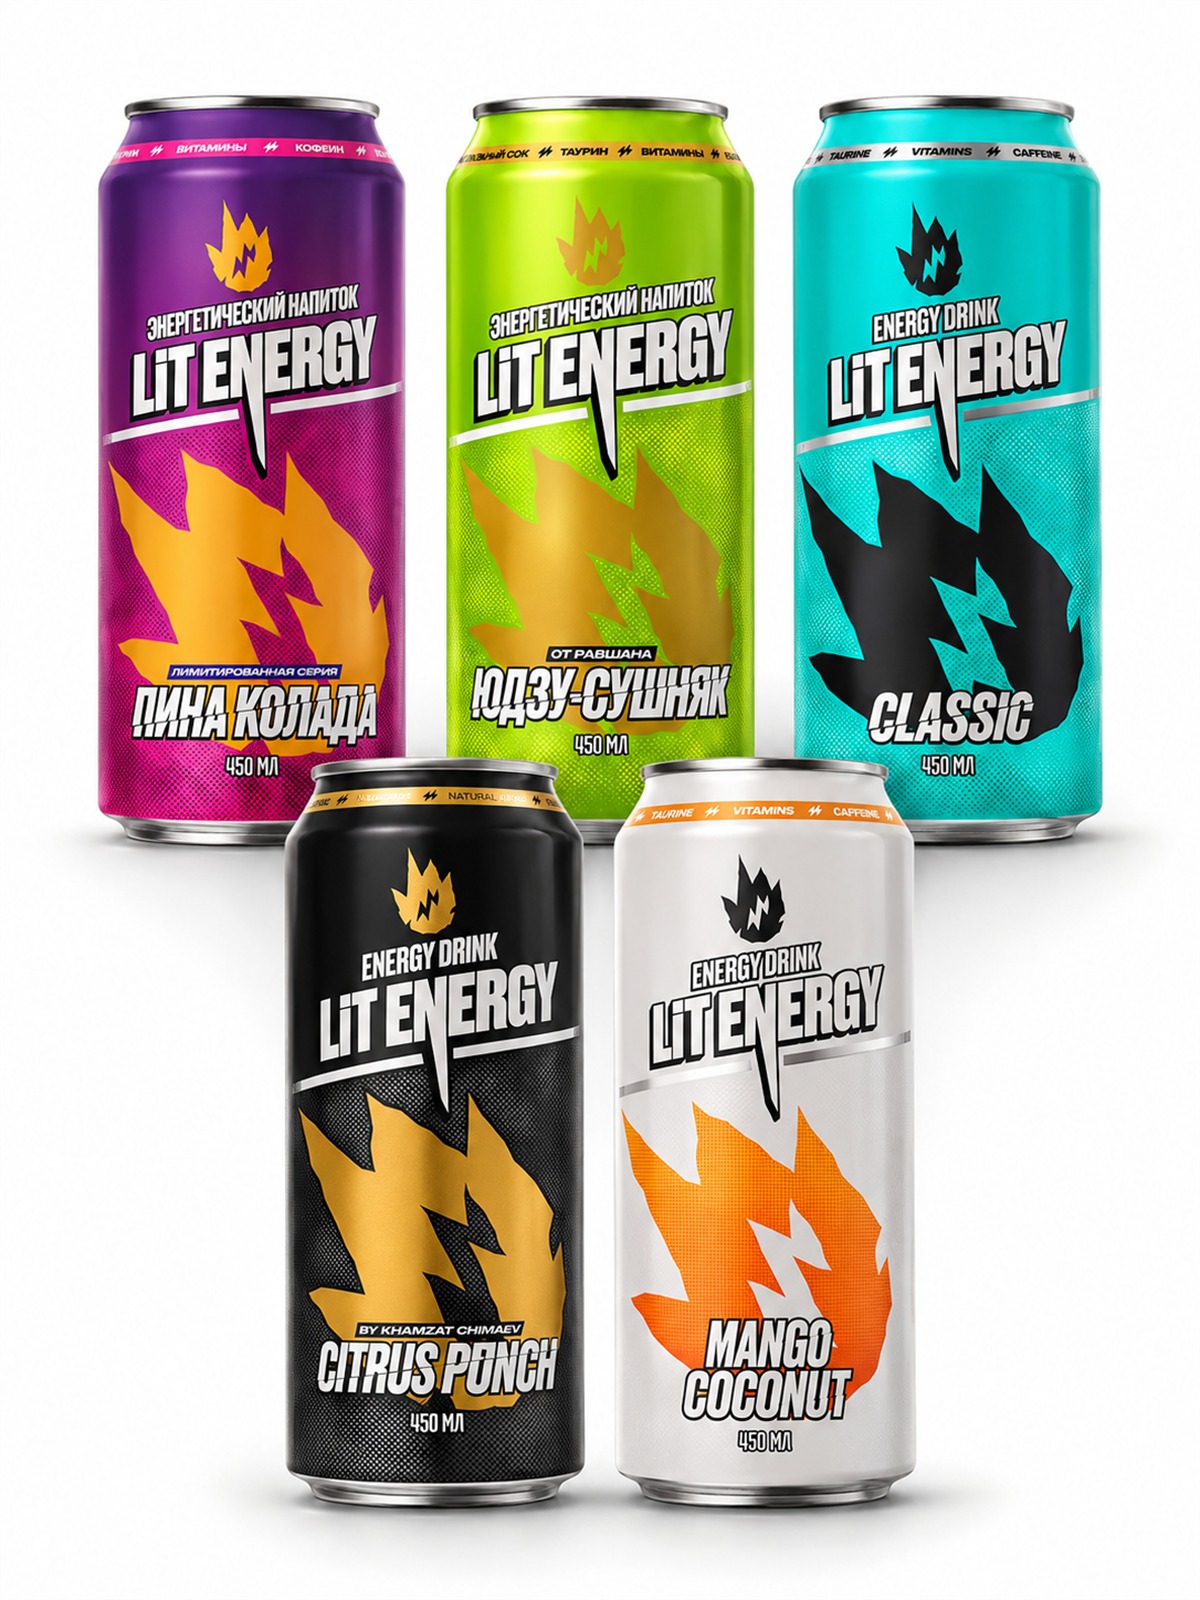 ВИТАМИНЫ КОФЕИН
ЭНЕРГЕТИЧЕСКИЙ НАПИТОК
LIT ENERGY
ЛИМИТИРОВАННАЯ СЕРИЯ
ПИНА КОЛАДА
450 МЛ
СОК ТАУРИН ВИТАМИНЫ
ЭНЕРГЕТИЧЕСКИЙ НАПИТОК
LIT ENERGY
ОТ РАВШАНА
ЮДЗУ-СУШНЯК
450 МЛ
TAURINE VITAMINS CAFFEINE
ENERGY DRINK
LIT ENERGY
CLASSIC
450 МЛ
NATURAL
ENERGY DRINK
LIT ENERGY
BY KHAMZAT CHIMAEV
CITRUS PUNCH
450 МЛ
TAURINE VITAMINS CAFFEINE
ENERGY DRINK
LIT ENERGY
MANGO
COCONUT
450 МЛ